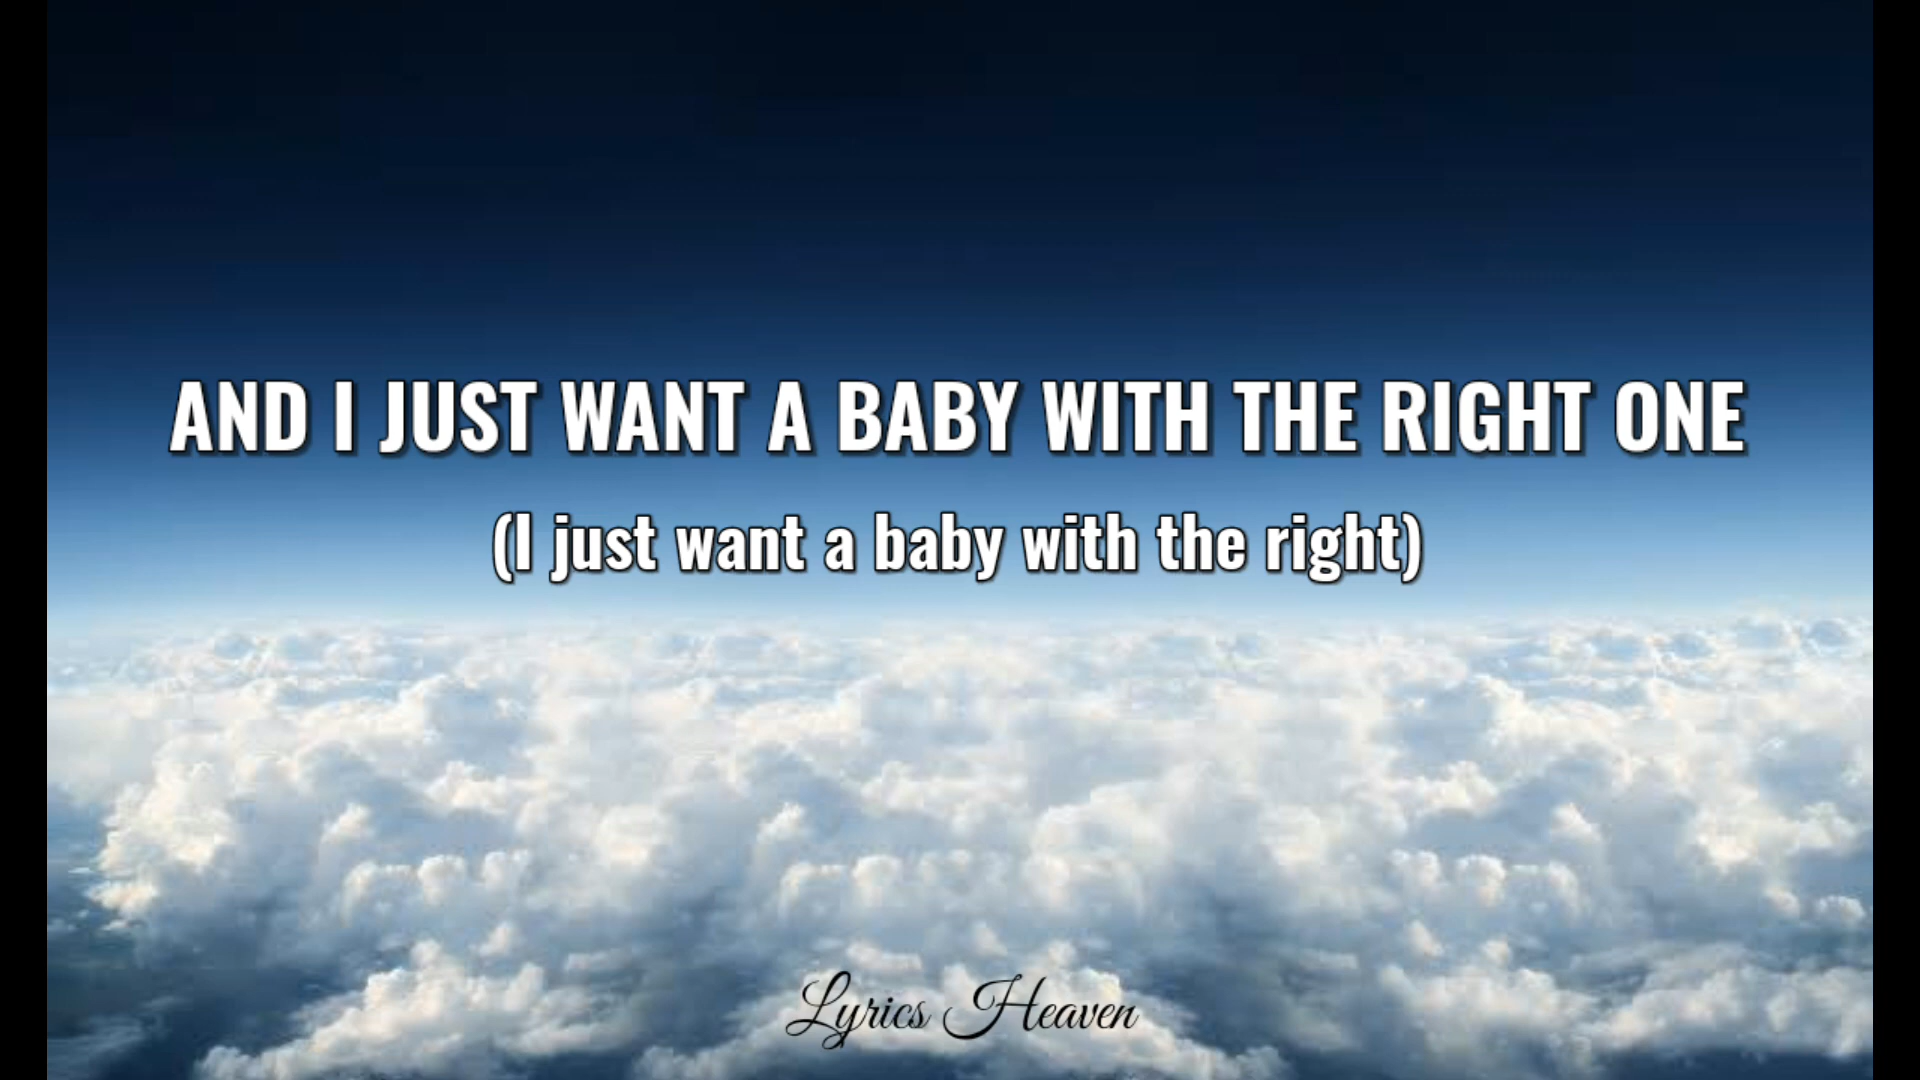 AND I JUST WANT A BABY WITH THE RIGHT ONE
(I just want a baby with the right)
Lyrics Heaven